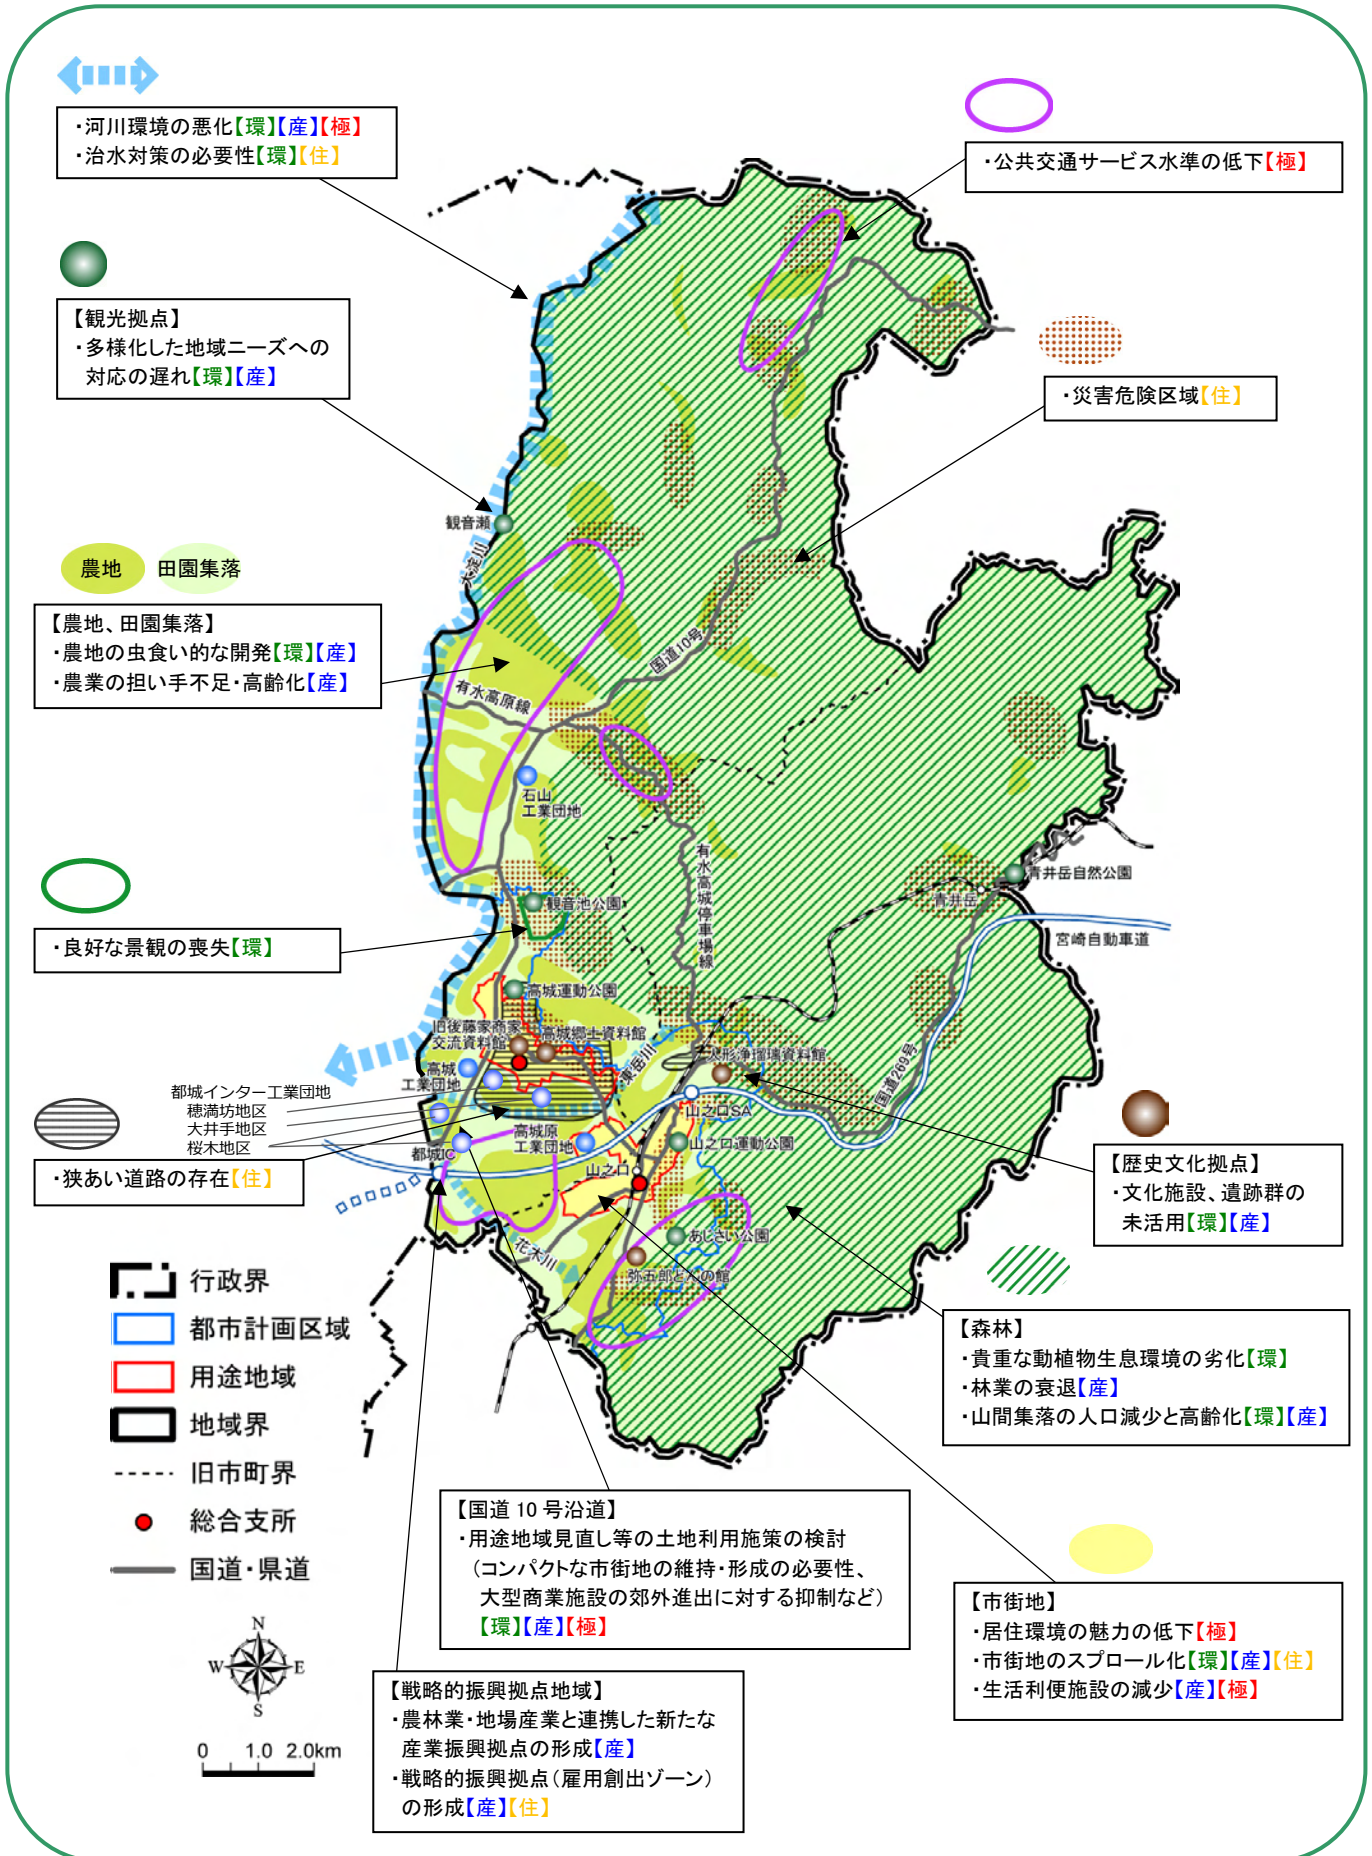 ・河川環境の悪化【環】【産】【極】
・治水対策の必要性【環】【住】
・公共交通サービス水準の低下【極】
【観光拠点】
・多様化した地域ニーズへの
対応の遅れ【環】【産】
・災害危険区域【住】
観音瀬
大淀川
農地
田園集落
【農地、田園集落】
・農地の虫食い的な開発【環】【産】
・農業の担い手不足・高齢化【産】
国道10号
有水高原線
石山
工業団地
有水高城停車場線
青井岳自然公園
青井岳
宮崎自動車道
観音池公園
・良好な景観の喪失【環】
高城運動公園
旧後藤家商家
交流資料館
高城郷土資料館
東岳川
人形浄瑠璃資料館
国道269号
高城
工業団地
都城インター工業団地
穂満坊地区
大井手地区
桜木地区
山之口SA
高城原
工業団地
山之口運動公園
都城IC
山之口
・狭あい道路の存在【住】
【歴史文化拠点】
・文化施設、遺跡群の
未活用【環】【産】
あじさい公園
花木川
弥五郎どんの館
行政界
都市計画区域
用途地域
地域界
旧市町界
総合支所
国道・県道
【森林】
・貴重な動植物生息環境の劣化【環】
・林業の衰退【産】
・山間集落の人口減少と高齢化【環】【産】
【国道 10 号沿道】
・用途地域見直し等の土地利用施策の検討
（コンパクトな市街地の維持・形成の必要性、
大型商業施設の郊外進出に対する抑制など）
【環】【産】【極】
【市街地】
・居住環境の魅力の低下【極】
・市街地のスプロール化【環】【産】【住】
・生活利便施設の減少【産】【極】
N
W
E
S
0 1.0 2.0km
【戦略的振興拠点地域】
・農林業・地場産業と連携した新たな
産業振興拠点の形成【産】
・戦略的振興拠点（雇用創出ゾーン）
の形成【産】【住】